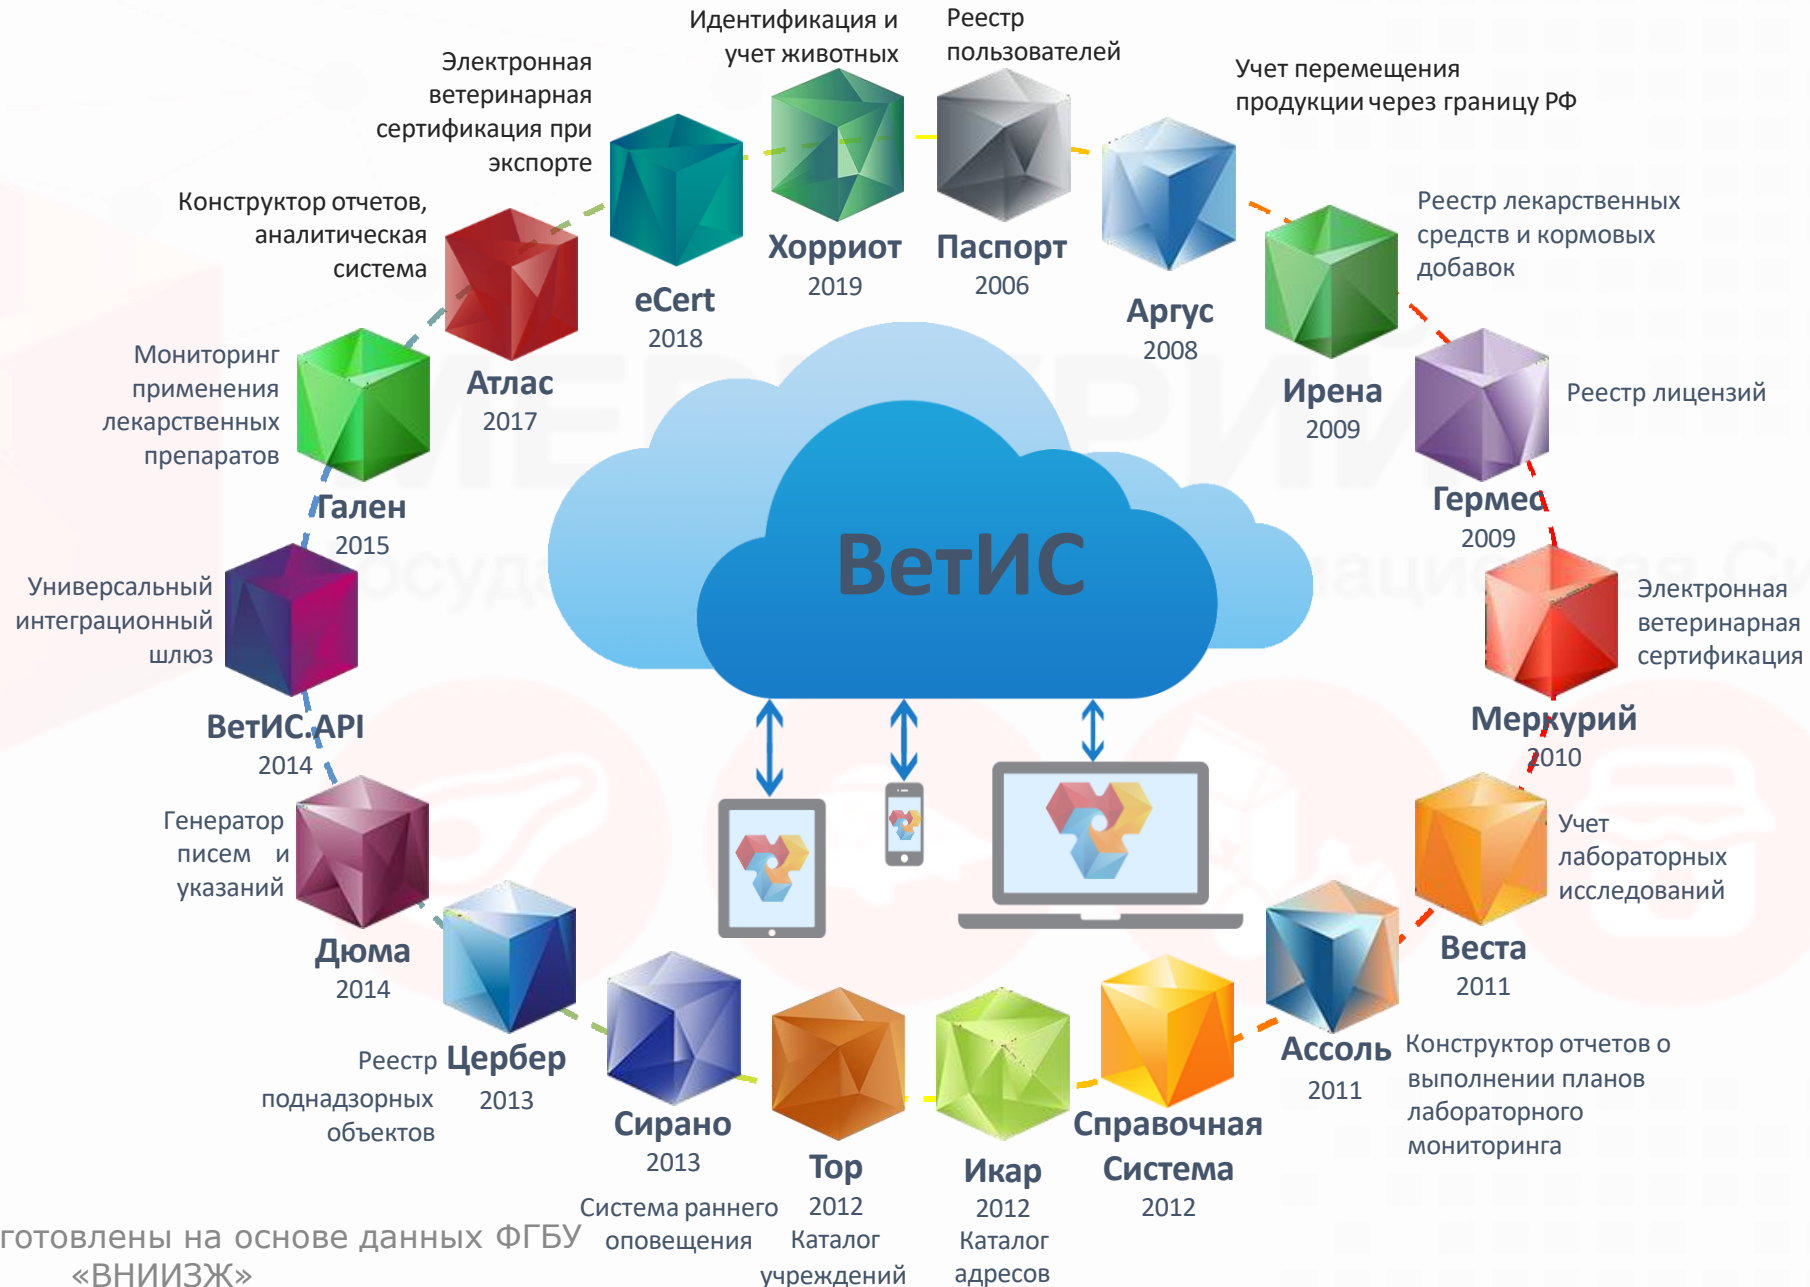 Идентификация и
учет животных
Реестр
пользователей
Электронная
ветеринарная
сертификация при
экспорте
Учет перемещения
продукции через границу РФ
Конструктор отчетов,
аналитическая
система
Реестр лекарственных
средств и кормовых
добавок
Хорриот
2019
Паспорт
2006
eCert
2018
Аргус
2008
Мониторинг
применения
лекарственных
препаратов
Атлас
2017
Ирена
2009
Реестр лицензий
Гален
2015
Гермес
2009
ВетИС
Универсальный
интеграционный
шлюз
Электронная
ветеринарная
сертификация
ВетИС.API
2014
Меркурий
2010
Генератор
писем и
указаний
Учет
лабораторных
исследований
Дюма
2014
Веста
2011
Реестр
поднадзорных
объектов
Цербер
2013
Ассоль
2011
Конструктор отчетов о
выполнении планов
лабораторного
мониторинга
Сирано
2013
Система раннего
оповещения
Тор
2012
Каталог
учреждений
Икар
2012
Каталог
адресов
Справочная
Система
2012
готовлены на основе данных ФГБУ
«ВНИИЗЖ»